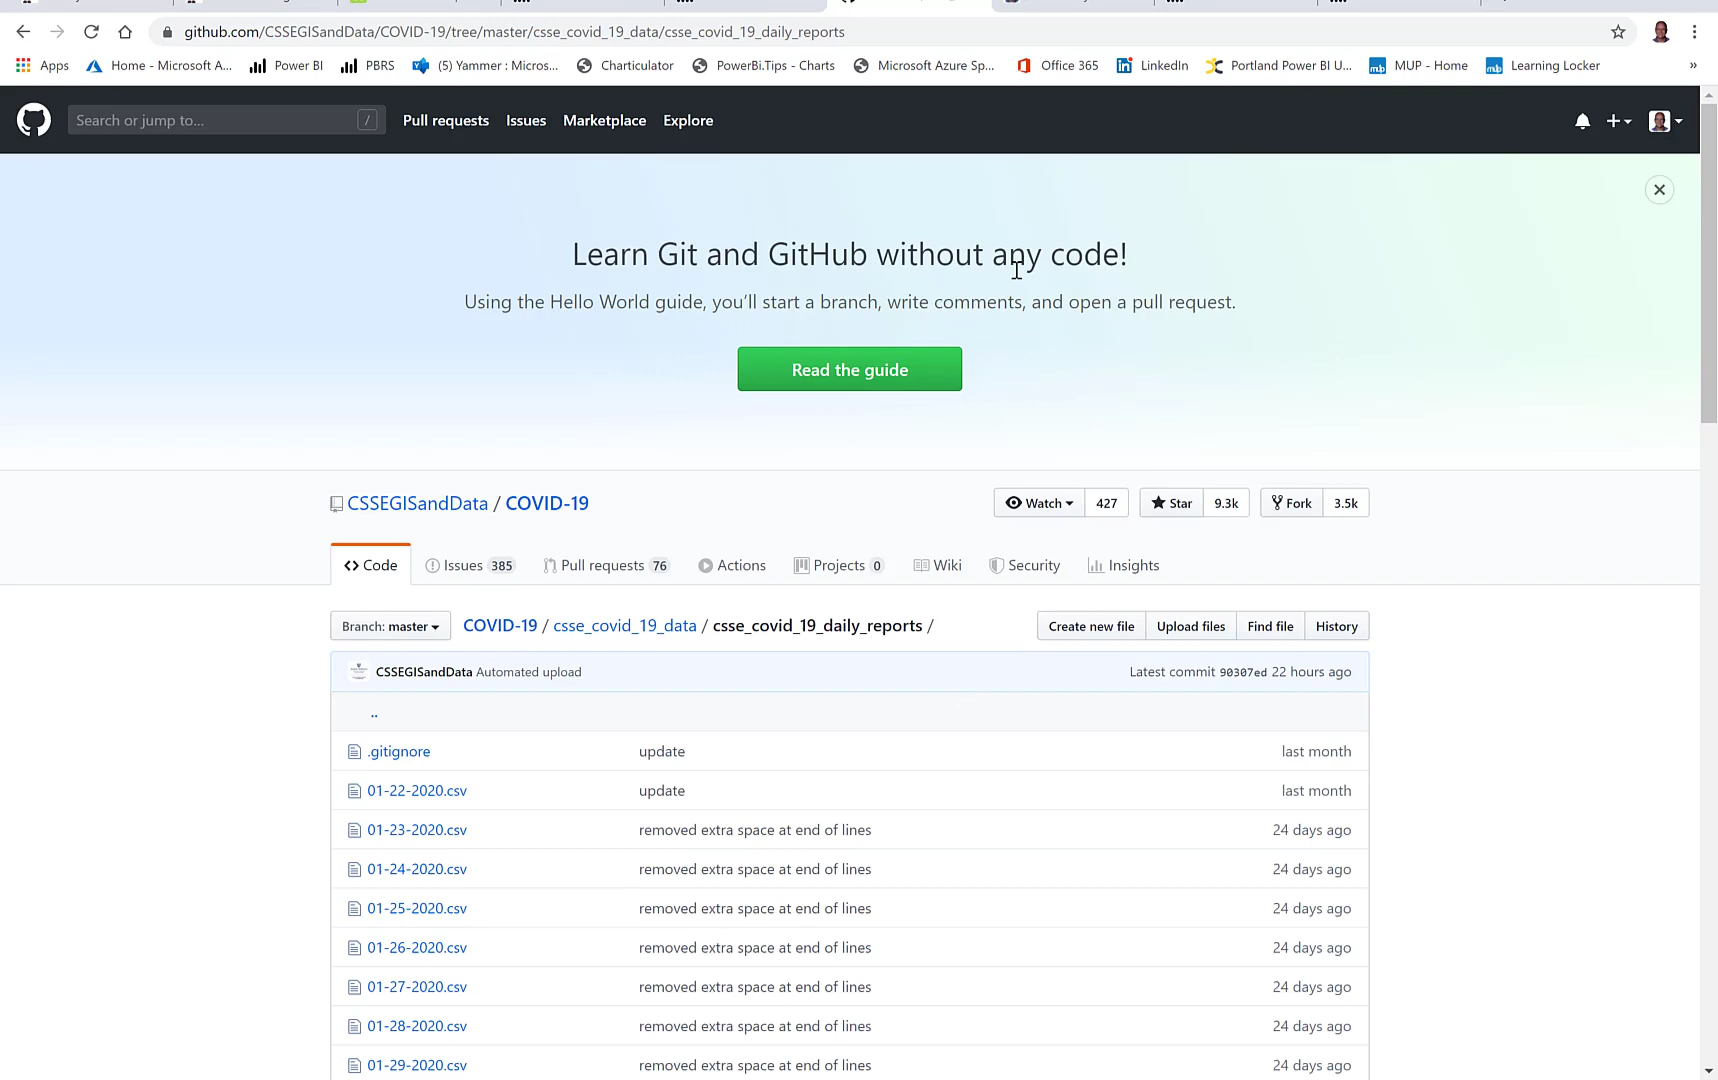 github.com/CSSEGISandData/COVID-19/tree/master/csse_covid_19_data/csse_covid_19_daily_reports
Apps Home - Microsoft A... Power BI PBRS (5) Yammer : Micros... Charticulator PowerBi.Tips - Charts Microsoft Azure Sp... Office 365 LinkedIn Portland Power BI U... MUP - Home Learning Locker »
Search or jump to... / Pull requests Issues Marketplace Explore
Learn Git and GitHub without any code!
Using the Hello World guide, you’ll start a branch, write comments, and open a pull request.
Read the guide
CSSEGISandData / COVID-19 Watch 427 Star 9.3k Fork 3.5k
Code Issues 385 Pull requests 76 Actions Projects 0 Wiki Security Insights
Branch: master COVID-19 / csse_covid_19_data / csse_covid_19_daily_reports / Create new file Upload files Find file History
CSSEGISandData Automated upload Latest commit 90307ed 22 hours ago
..
.gitignore update last month
01-22-2020.csv update last month
01-23-2020.csv removed extra space at end of lines 24 days ago
01-24-2020.csv removed extra space at end of lines 24 days ago
01-25-2020.csv removed extra space at end of lines 24 days ago
01-26-2020.csv removed extra space at end of lines 24 days ago
01-27-2020.csv removed extra space at end of lines 24 days ago
01-28-2020.csv removed extra space at end of lines 24 days ago
01-29-2020.csv removed extra space at end of lines 24 days ago